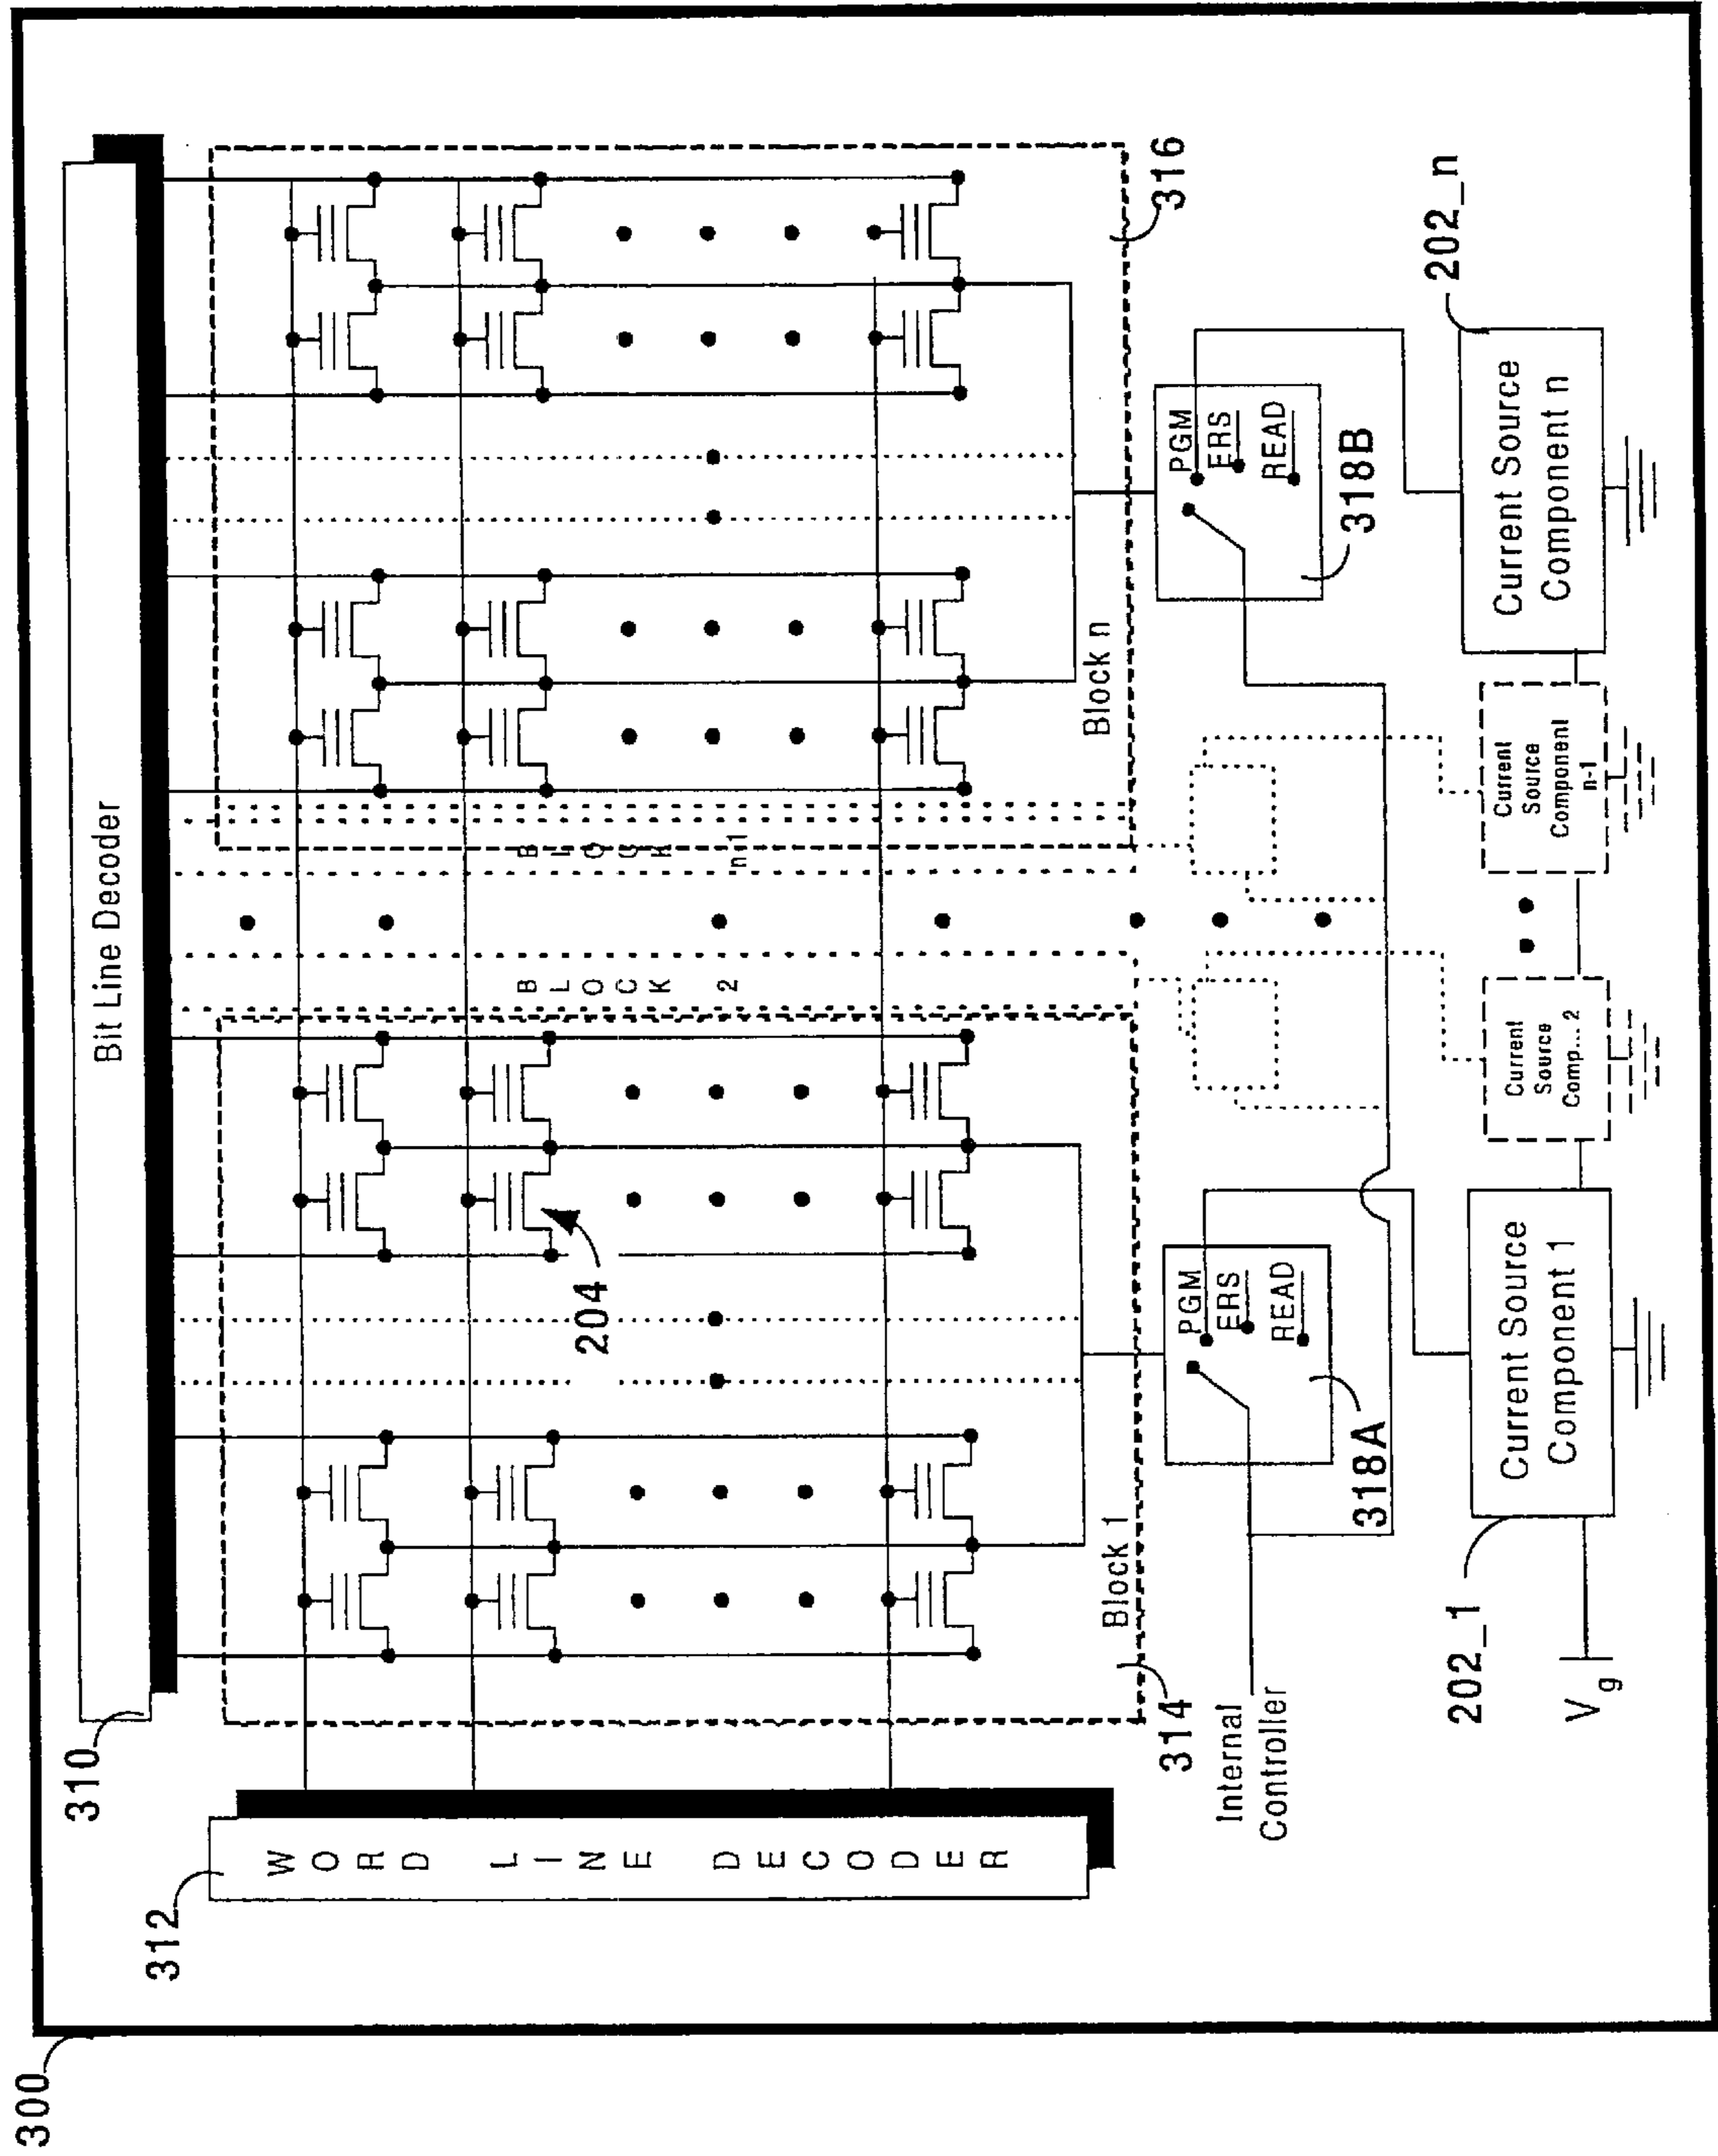 300
310
Bit Line Decoder
312
WORD LINE DECODER
204
BLOCK 2
BLOCK n-1
314
Block 1
Block n
316
Internal
Controller
PGM
ERS
READ
318A
PGM
ERS
READ
318B
202_1
202_n
Vg
Current Source
Component 1
Current
Source
Comp...2
Current
Source
Component
n-1
Current Source
Component n